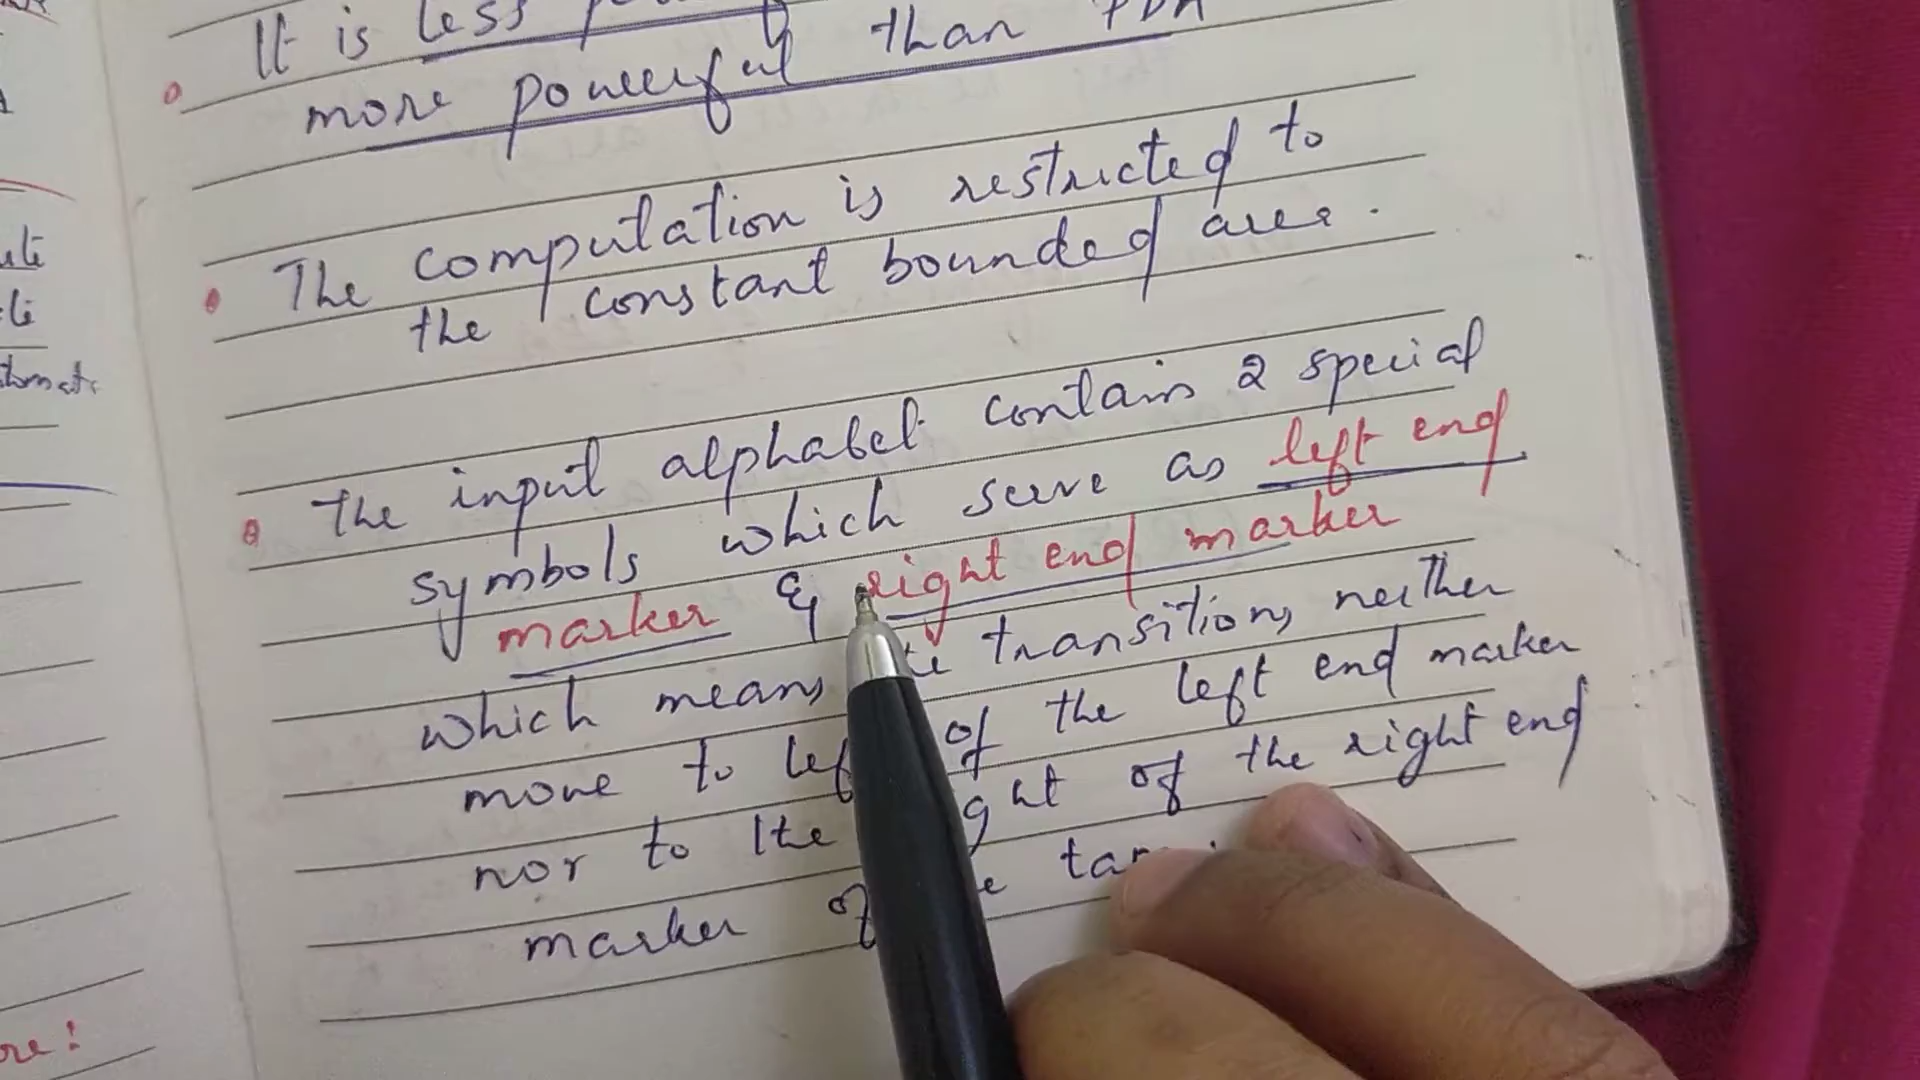 It is less
more powerful than PDA
The computation is restricted to
the constant bounded area.
The input alphabet contains 2 special
symbols which serve as left end
marker & right end marker
which means transitions neither
move to of the left end marker
nor to the of the right end
marker